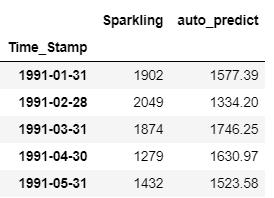 Sparkling auto_predict
Time_Stamp
1991-01-31 1902 1577.39
1991-02-28 2049 1334.20
1991-03-31 1874 1746.25
1991-04-30 1279 1630.97
1991-05-31 1432 1523.58